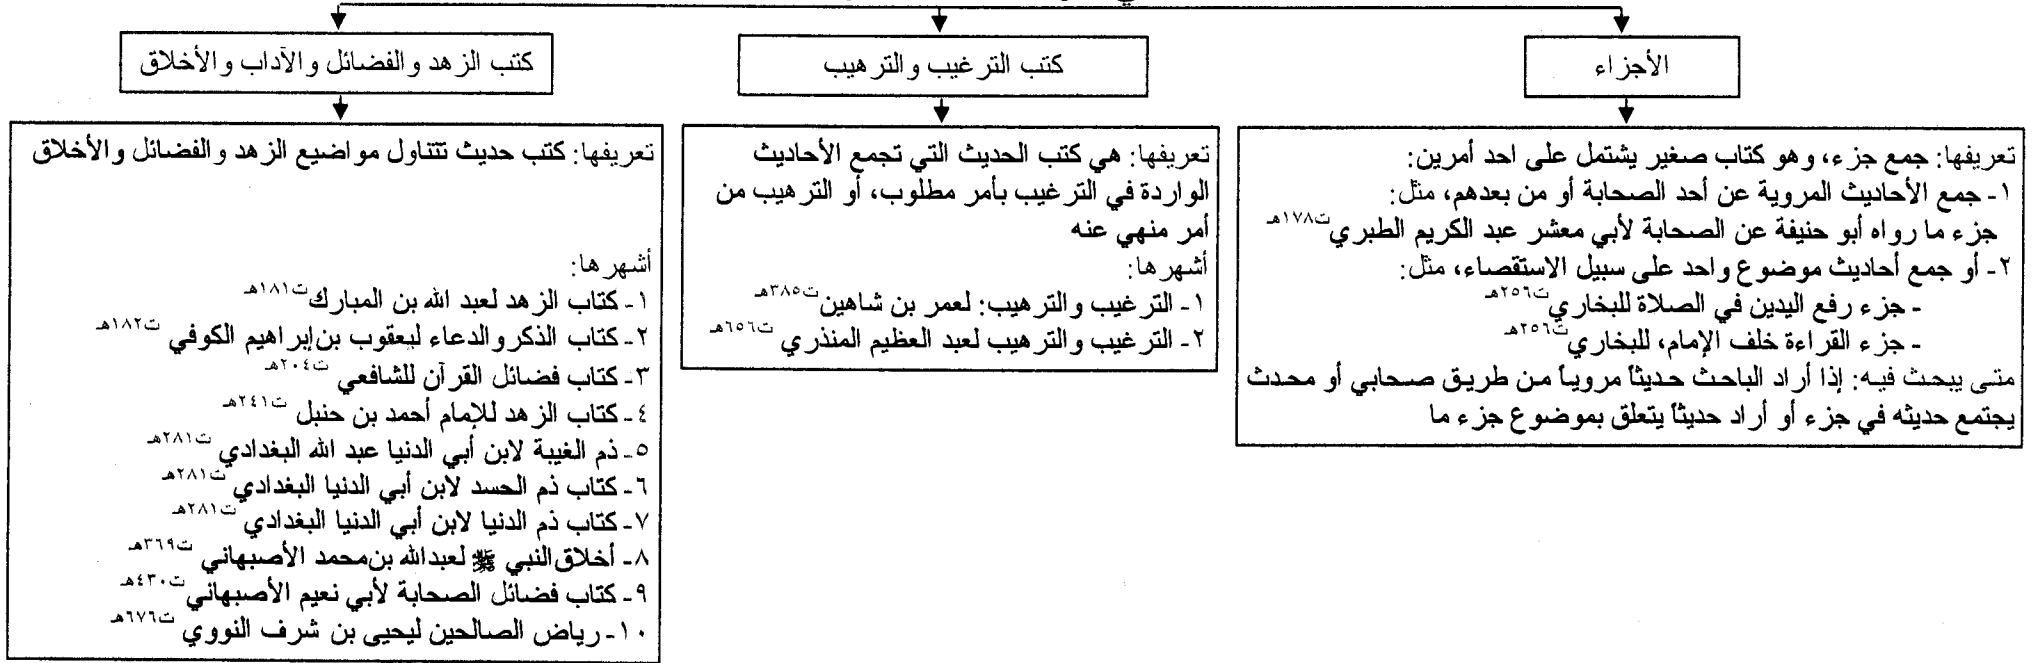 الأجزاء
تعريفها: جمع جزء، وهو كتاب صغير يشتمل على احد أمرين:
١- جمع الأحاديث المروية عن أحد الصحابة أو من بعدهم، مثل:
جزء ما رواه أبو حنيفة عن الصحابة لأبي معشر عبد الكريم الطبري ت١٧٨هـ
٢- أو جمع أحاديث موضوع واحد على سبيل الاستقصاء، مثل:
- جزء رفع اليدين في الصلاة للبخاري ت٢٥٦هـ
- جزء القراءة خلف الإمام، للبخاري ت٢٥٦هـ
متى يبحث فيه: إذا أراد الباحث حديثاً مروياً من طريق صحابي أو محدث
يجتمع حديثه في جزء أو أراد حديثاً يتعلق بموضوع جزء ما
كتب الترغيب والترهيب
تعريفها: هي كتب الحديث التي تجمع الأحاديث
الواردة في الترغيب بأمر مطلوب، أو الترهيب من
أمر منهي عنه
أشهرها:
١- الترغيب والترهيب: لعمر بن شاهين ت٣٨٥هـ
٢- الترغيب والترهيب لعبد العظيم المنذري ت٦٥٦هـ
كتب الزهد والفضائل والآداب والأخلاق
تعريفها: كتب حديث تتناول مواضيع الزهد والفضائل والأخلاق
أشهرها:
١- كتاب الزهد لعبد الله بن المبارك ت١٨١هـ
٢- كتاب الذكر والدعاء ليعقوب بن إبراهيم الكوفي ت١٨٢هـ
٣- كتاب فضائل القرآن للشافعي ت٢٠٤هـ
٤- كتاب الزهد للإمام أحمد بن حنبل ت٢٤١هـ
٥- ذم الغيبة لابن أبي الدنيا عبد الله البغدادي ت٢٨١هـ
٦- كتاب ذم الحسد لابن أبي الدنيا البغدادي ت٢٨١هـ
٧- كتاب ذم الدنيا لابن أبي الدنيا البغدادي ت٢٨١هـ
٨- أخلاق النبي ﷺ لعبدالله بن محمد الأصبهاني ت٣٦٩هـ
٩- كتاب فضائل الصحابة لأبي نعيم الأصبهاني ت٤٣٠هـ
١٠- رياض الصالحين ليحيى بن شرف النووي ت٦٧٦هـ